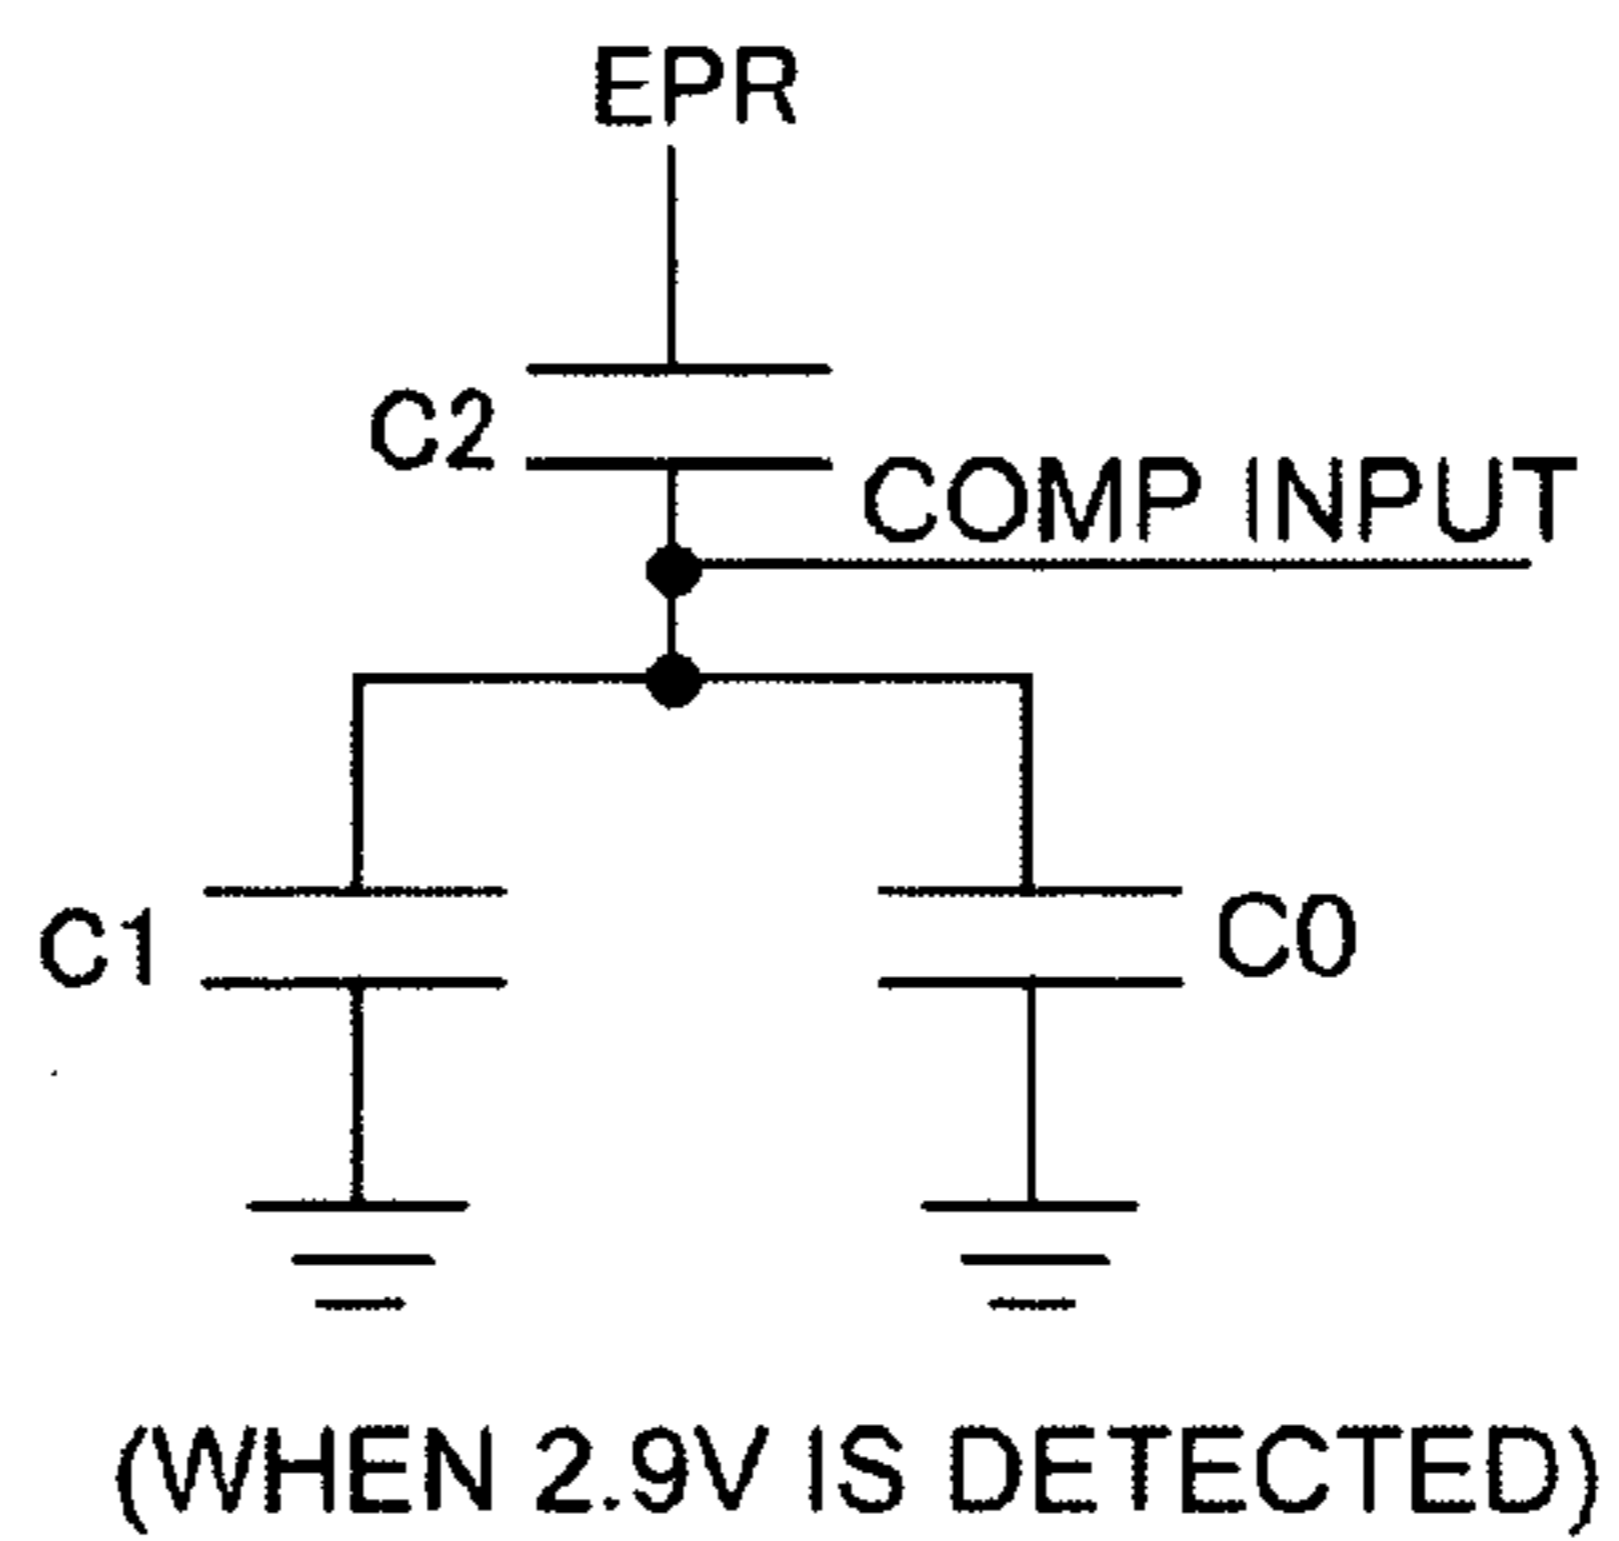 EPR
C2
COMP INPUT
C1
C0
(WHEN 2.9V IS DETECTED)